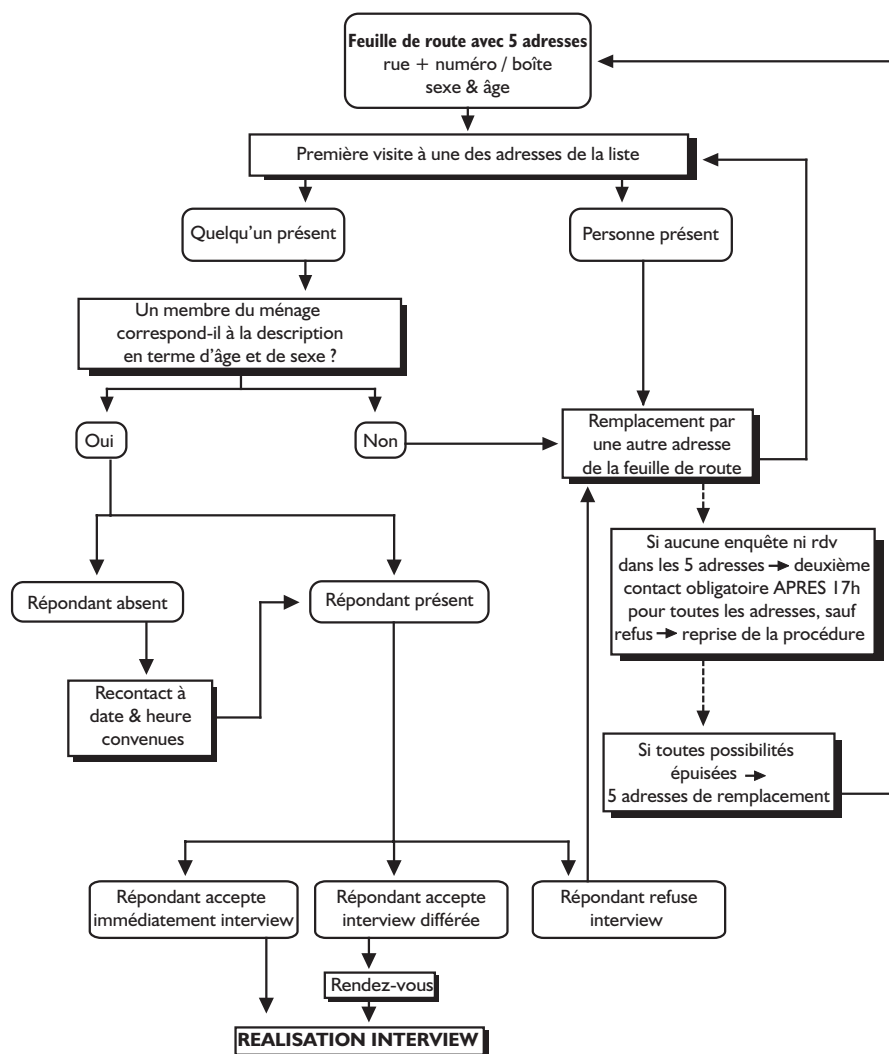 Feuille de route avec 5 adresses
rue + numéro / boîte
sexe & âge
Première visite à une des adresses de la liste
Quelqu’un présent
Personne présent
Un membre du ménage
correspond-il à la description
en terme d’âge et de sexe ?
Oui
Non
Remplacement par
une autre adresse
de la feuille de route
Si aucune enquête ni rdv
dans les 5 adresses → deuxième
contact obligatoire APRES 17h
pour toutes les adresses, sauf
refus → reprise de la procédure
Répondant absent
Répondant présent
Recontact à
date & heure
convenues
Si toutes possibilités
épuisées →
5 adresses de remplacement
Répondant accepte
immédiatement interview
Répondant accepte
interview différée
Répondant refuse
interview
Rendez-vous
REALISATION INTERVIEW